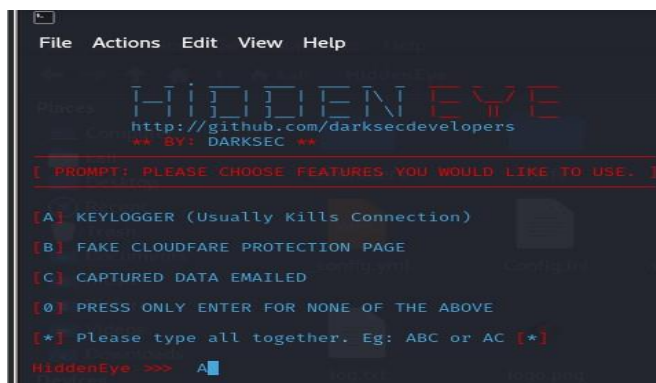 File Actions Edit View Help
HIDDEN EYE
http://github.com/darksecdevelopers
** BY: DARKSEC **
[ PROMPT: PLEASE CHOOSE FEATURES YOU WOULD LIKE TO USE. ]
[A] KEYLOGGER (Usually Kills Connection)
[B] FAKE CLOUDFARE PROTECTION PAGE
[C] CAPTURED DATA EMAILED
[0] PRESS ONLY ENTER FOR NONE OF THE ABOVE
[*] Please type all together. Eg: ABC or AC [*]
HiddenEye >>> A